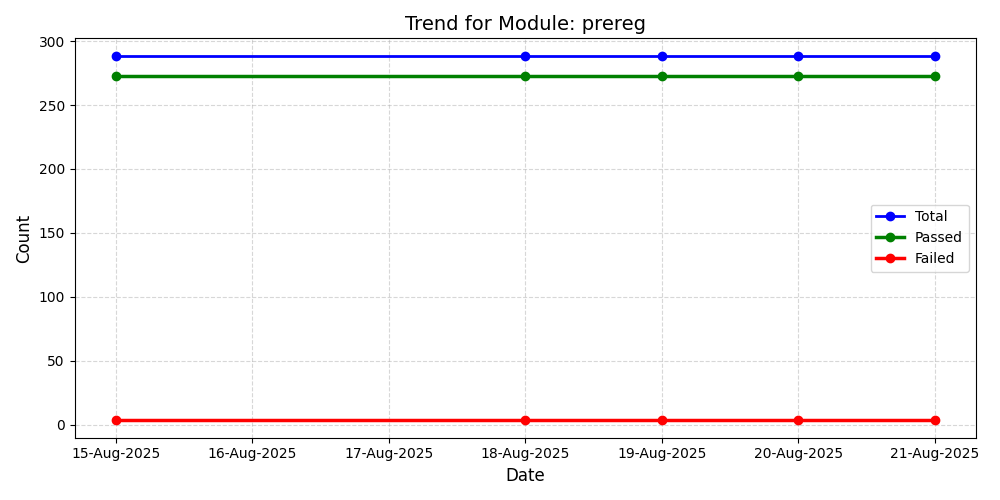 Trend for Module: prereg
300
250
200
150
100
50
0
Count
Total
Passed
Failed
15-Aug-2025
16-Aug-2025
17-Aug-2025
18-Aug-2025
19-Aug-2025
20-Aug-2025
21-Aug-2025
Date